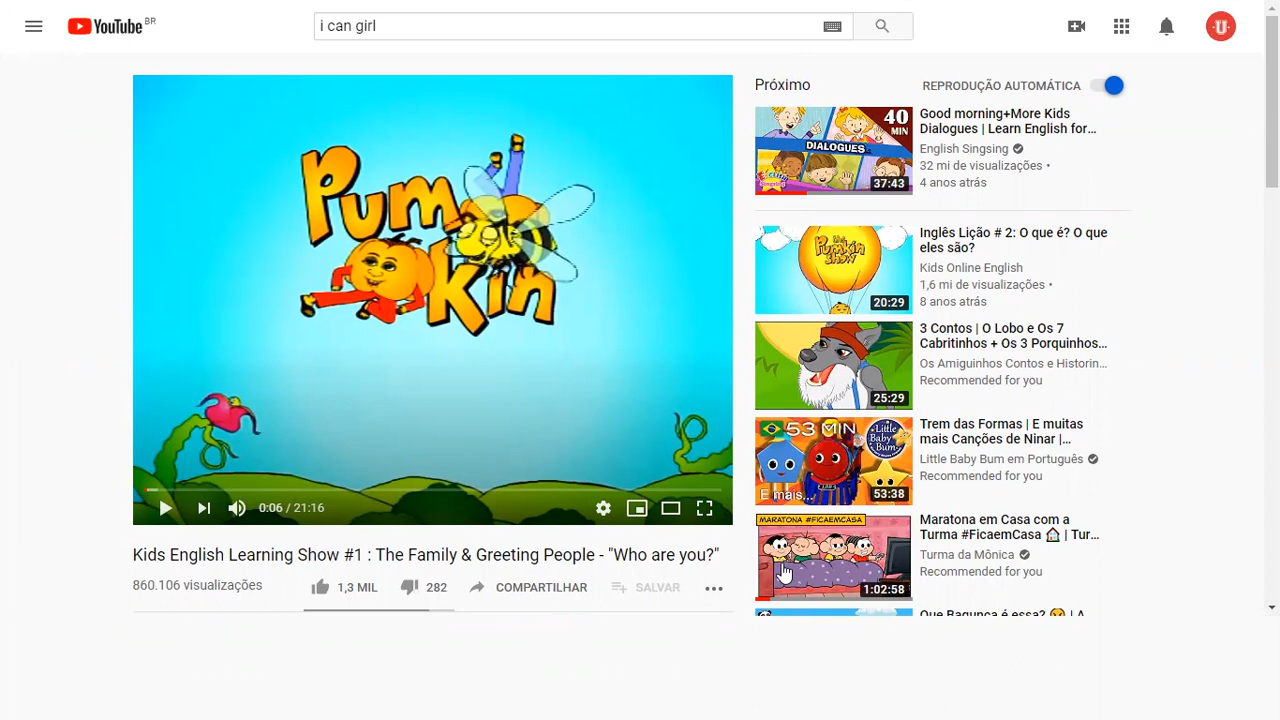 YouTube BR
i can girl
Pumpkin
0:06 / 21:16
Kids English Learning Show #1 : The Family & Greeting People - "Who are you?"
860.106 visualizações
1,3 MIL
282
COMPARTILHAR
SALVAR
Próximo
REPRODUÇÃO AUTOMÁTICA
40
MIN
DIALOGUES
37:43
Good morning+More Kids
Dialogues | Learn English for…
English Singsing
32 mi de visualizações •
4 anos atrás
the
Pumkin
Show
20:29
Inglês Lição # 2: O que é? O que
eles são?
Kids Online English
1,6 mi de visualizações •
8 anos atrás
25:29
3 Contos | O Lobo e Os 7
Cabritinhos + Os 3 Porquinhos...
Os Amiguinhos Contos e Historin...
Recommended for you
53 MIN
Little
Baby
Bum
E mais...
53:38
Trem das Formas | E muitas
mais Canções de Ninar |...
Little Baby Bum em Português
Recommended for you
MARATONA #FICAEMCASA
1:02:58
Maratona em Casa com a
Turma #FicaemCasa 🏠 | Tur...
Turma da Mônica
Recommended for you
Que Bagunça é essa? 😉 | A